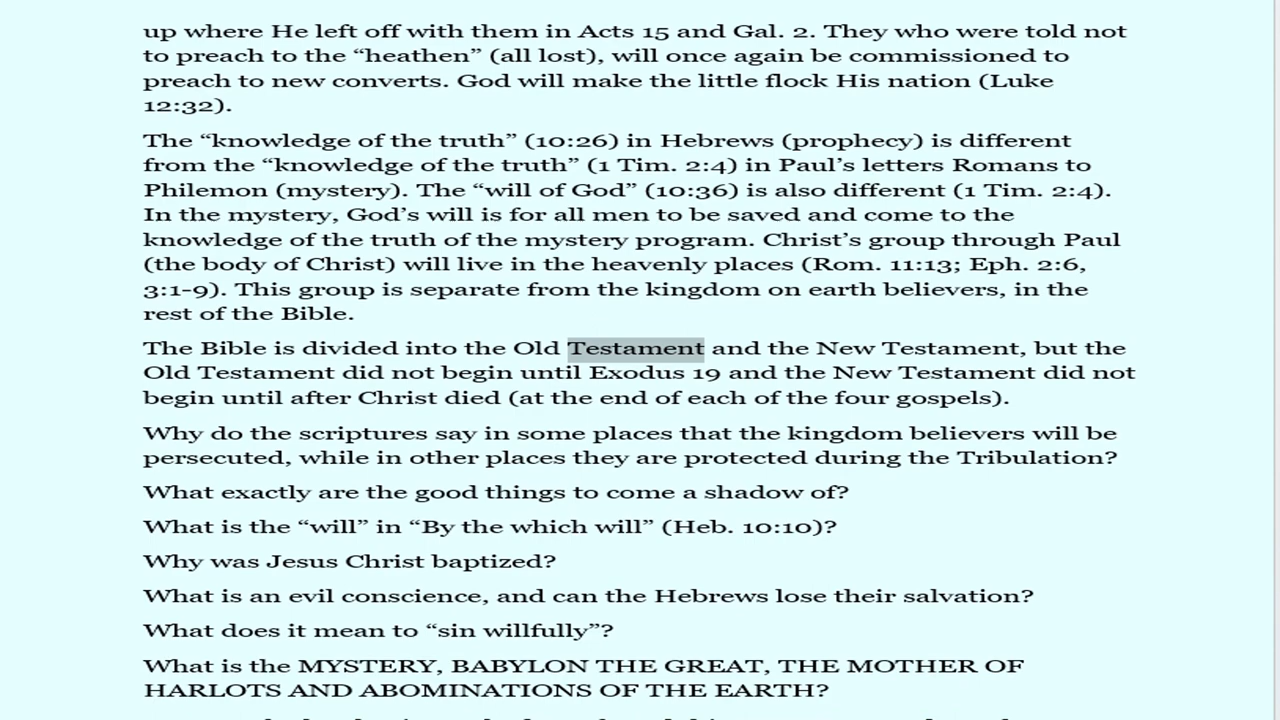 up where He left off with them in Acts 15 and Gal. 2. They who were told not
to preach to the “heathen” (all lost), will once again be commissioned to
preach to new converts. God will make the little flock His nation (Luke
12:32).
The “knowledge of the truth” (10:26) in Hebrews (prophecy) is different
from the “knowledge of the truth” (1 Tim. 2:4) in Paul’s letters Romans to
Philemon (mystery). The “will of God” (10:36) is also different (1 Tim. 2:4).
In the mystery, God’s will is for all men to be saved and come to the
knowledge of the truth of the mystery program. Christ’s group through Paul
(the body of Christ) will live in the heavenly places (Rom. 11:13; Eph. 2:6,
3:1-9). This group is separate from the kingdom on earth believers, in the
rest of the Bible.
The Bible is divided into the Old Testament and the New Testament, but the
Old Testament did not begin until Exodus 19 and the New Testament did not
begin until after Christ died (at the end of each of the four gospels).
Why do the scriptures say in some places that the kingdom believers will be
persecuted, while in other places they are protected during the Tribulation?
What exactly are the good things to come a shadow of?
What is the “will” in “By the which will” (Heb. 10:10)?
Why was Jesus Christ baptized?
What is an evil conscience, and can the Hebrews lose their salvation?
What does it mean to “sin willfully”?
What is the MYSTERY, BABYLON THE GREAT, THE MOTHER OF
HARLOTS AND ABOMINATIONS OF THE EARTH?